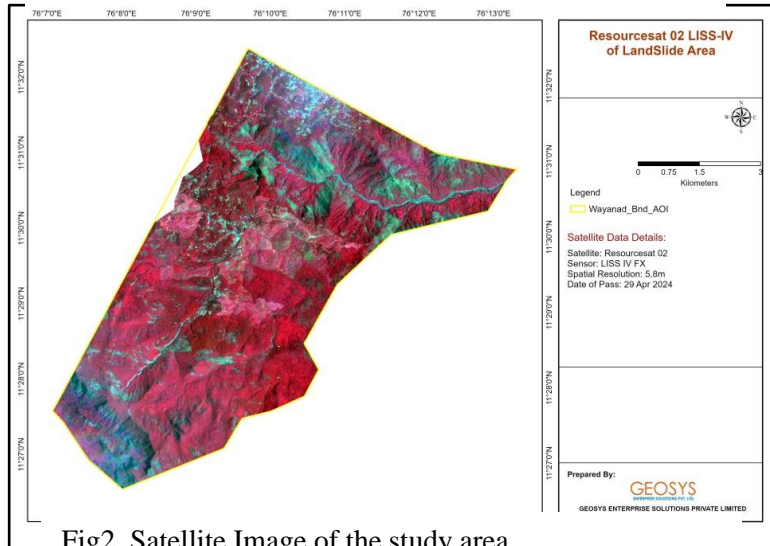 76°7'0"E 76°8'0"E 76°9'0"E 76°10'0"E 76°11'0"E 76°12'0"E 76°13'0"E
11°32'0"N
11°31'0"N
11°30'0"N
11°29'0"N
11°28'0"N
11°27'0"N
11°32'0"N
11°31'0"N
11°30'0"N
11°29'0"N
11°28'0"N
11°27'0"N
Resourcesat 02 LISS-IV
of LandSlide Area
N
W E
S
0 0.75 1.5 3
Kilometers
Legend
Wayanad_Bnd_AOI
Satellite Data Details:
Satellite: Resourcesat 02
Sensor: LISS IV FX
Spatial Resolution: 5.8m
Date of Pass: 29 Apr 2024
Prepared By:
GEOSYS
ENTERPRISE SOLUTIONS PVT. LTD.
GEOSYS ENTERPRISE SOLUTIONS PRIVATE LIMITED
Fig2. Satellite Image of the study area